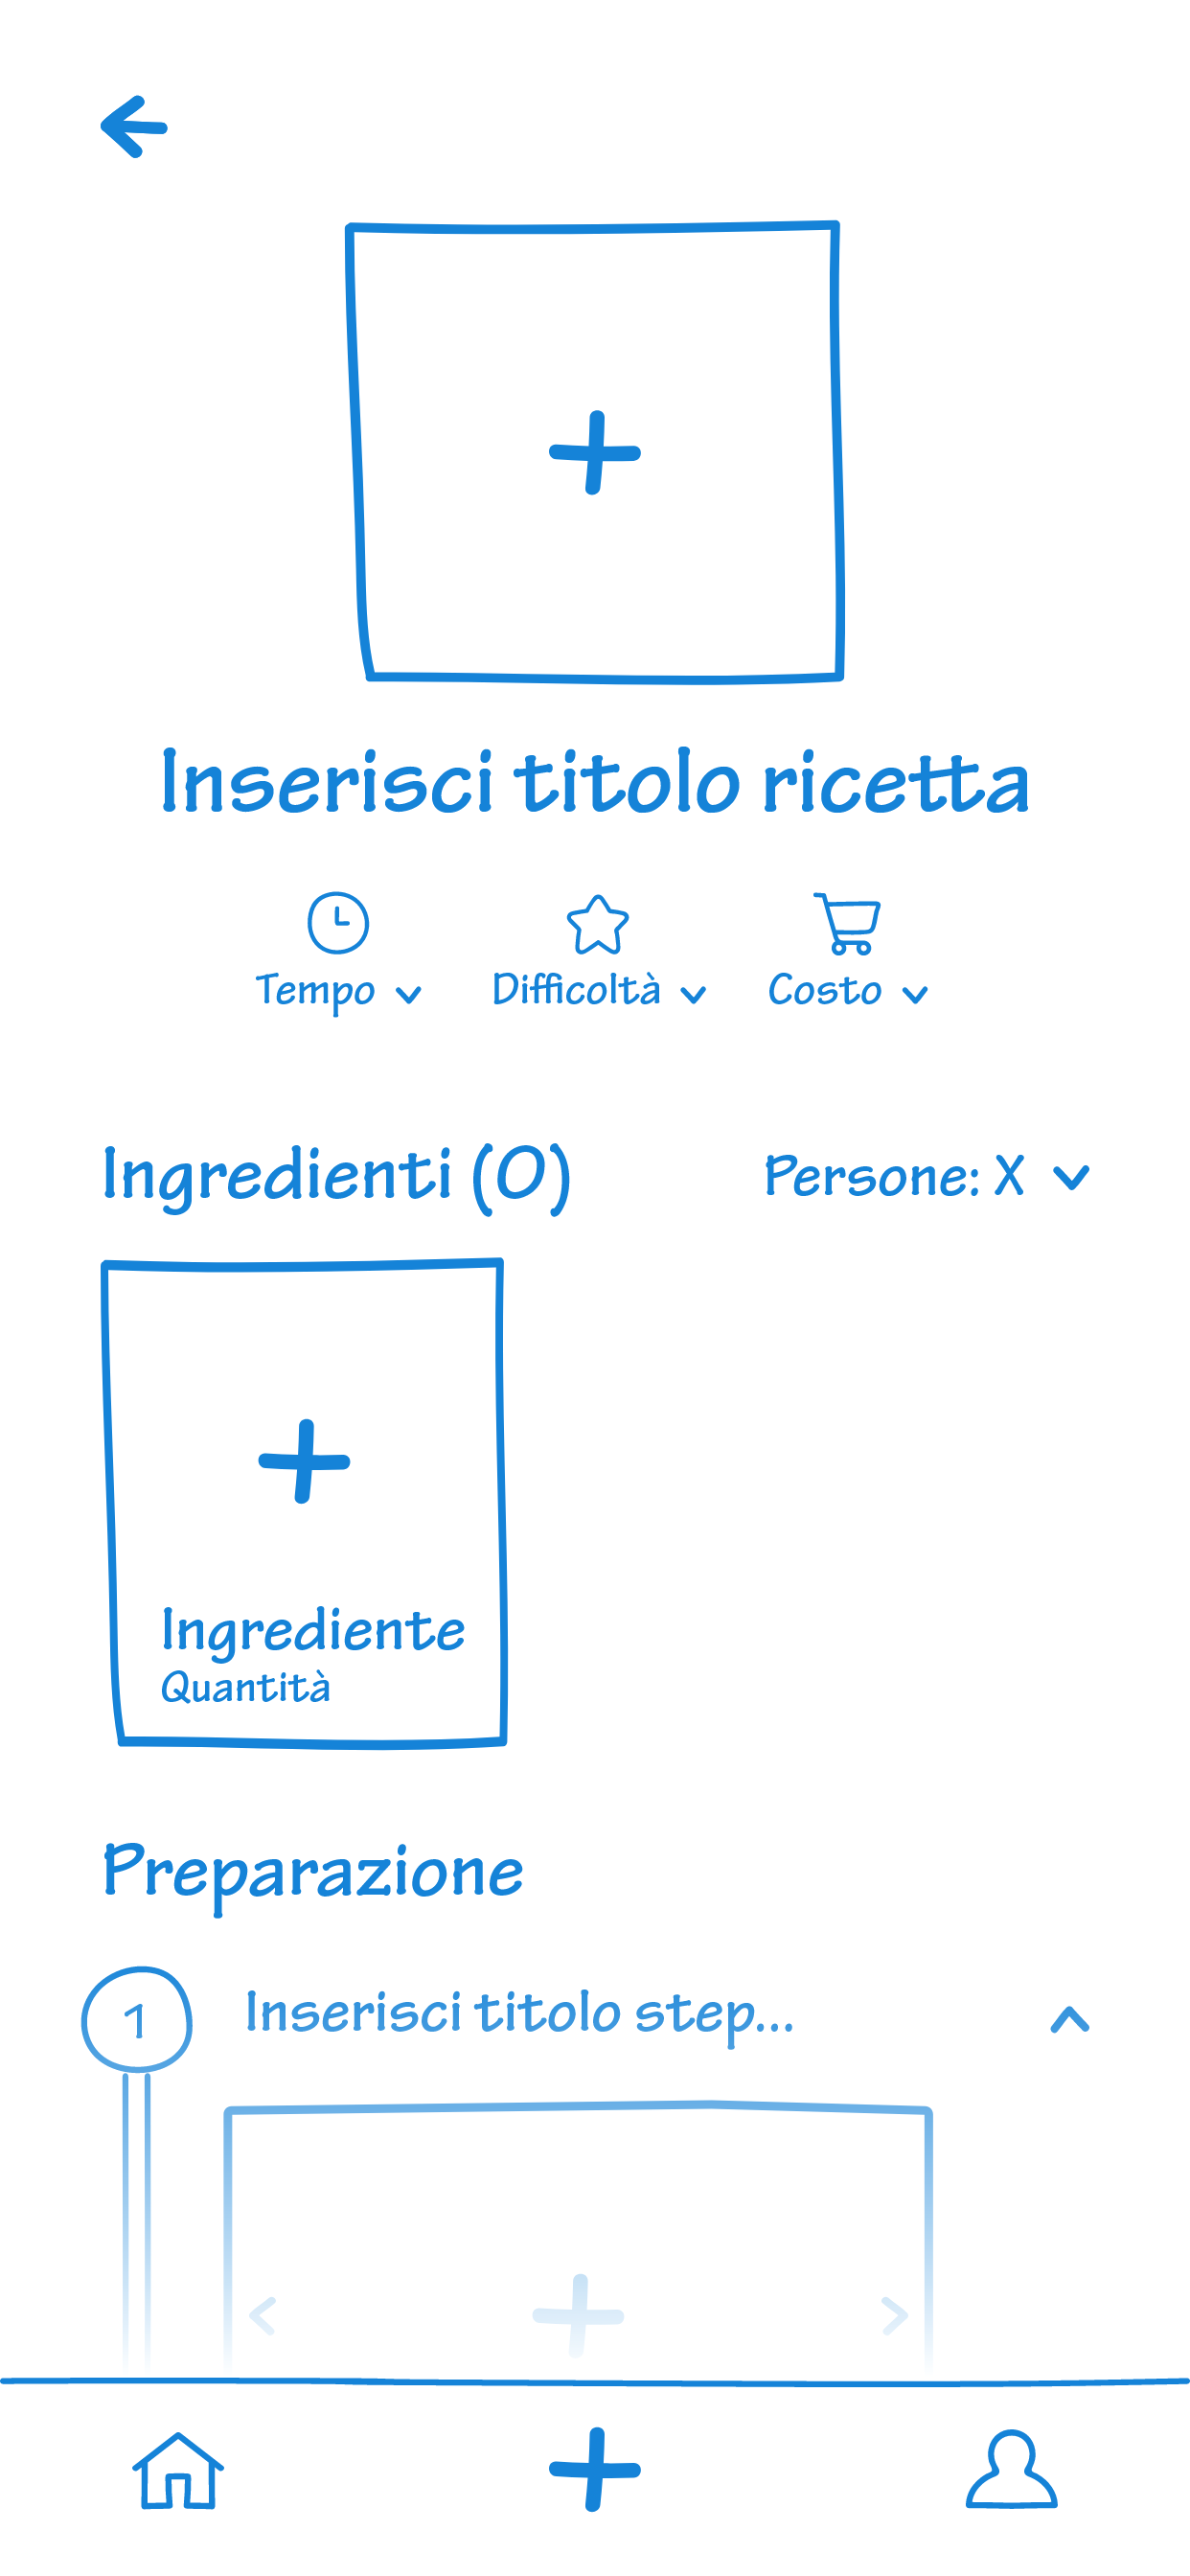 Inserisci titolo ricetta
Tempo Difficoltà Costo
Ingredienti (0) Persone: X
Ingrediente
Quantità
Preparazione
1 Inserisci titolo step...